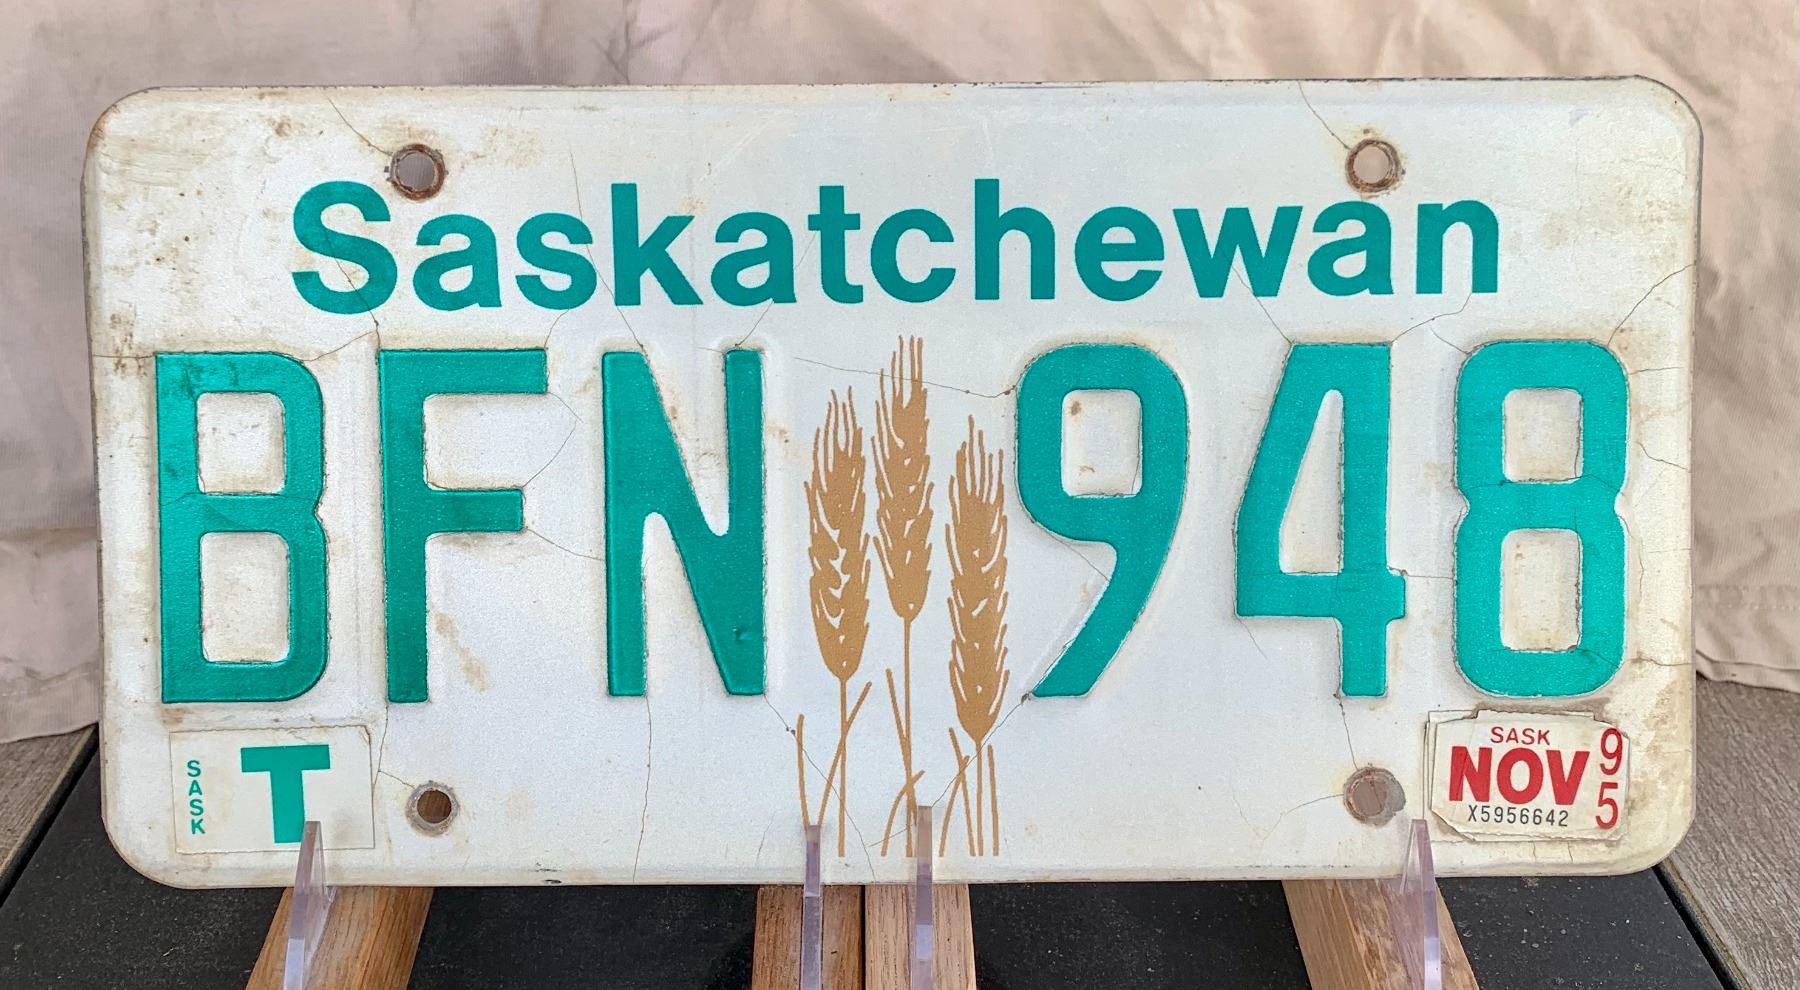 Saskatchewan
BFN 948
SASK
T
SASK
NOV
95
X5956642